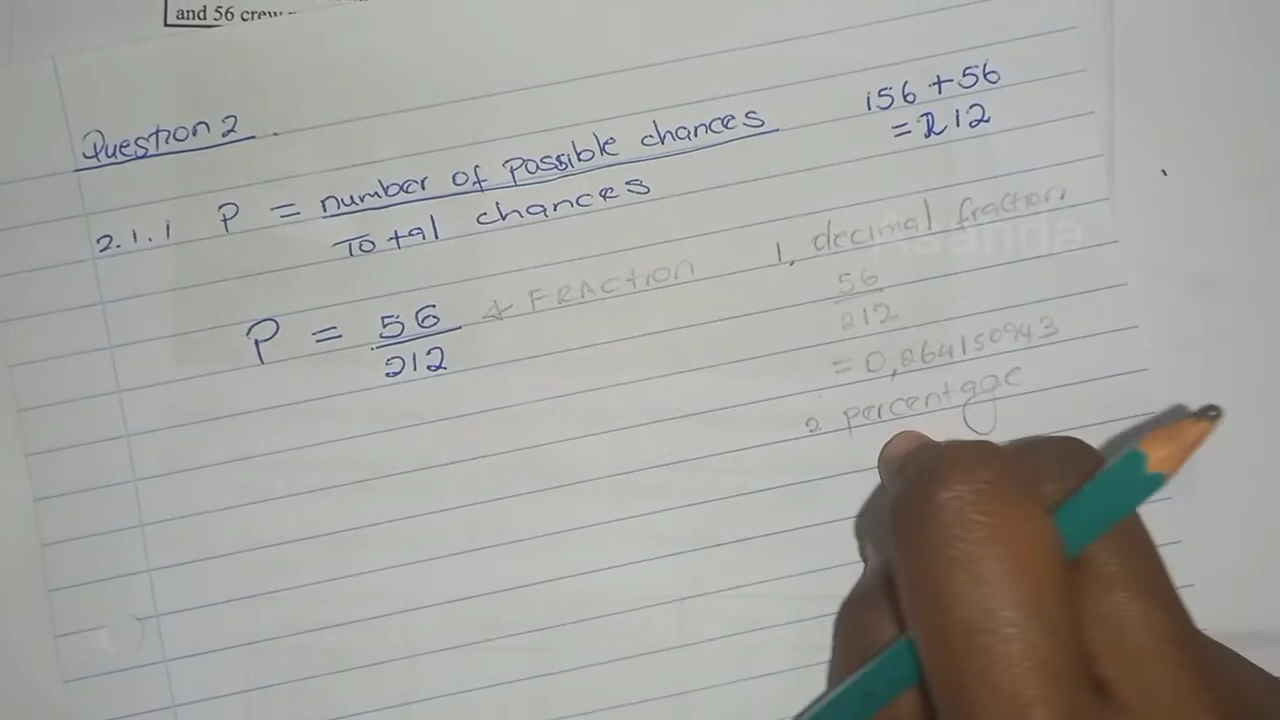 and 56 crew
Question 2
156 + 56
= 212
2.1.1 P = number of possible chances
Total chances
P = 56
212
FRACTION
1, decimal fraction
56
212
= 0,264150943
2 percentage